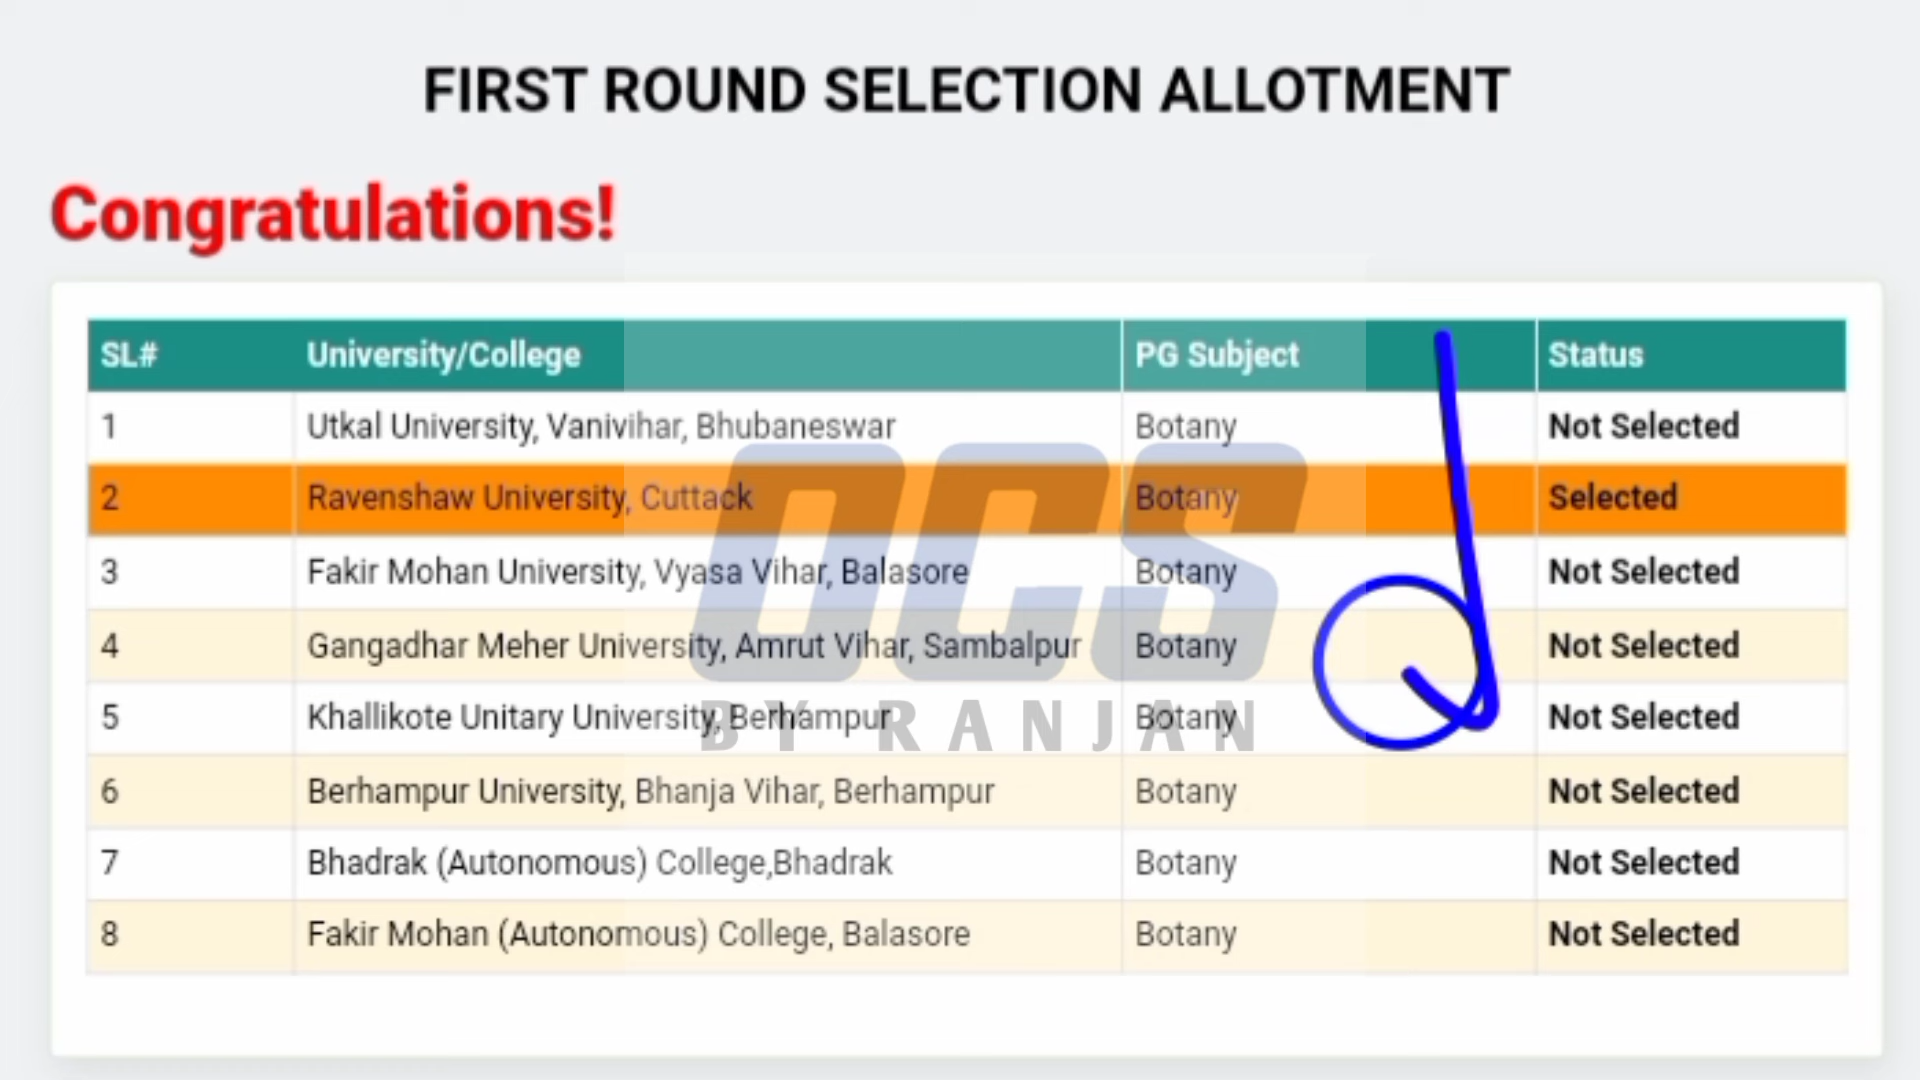 FIRST ROUND SELECTION ALLOTMENT
Congratulations!
SL# University/College PG Subject Status
1 Utkal University, Vanivihar, Bhubaneswar Botany Not Selected
2 Ravenshaw University, Cuttack Botany Selected
3 Fakir Mohan University, Vyasa Vihar, Balasore Botany Not Selected
4 Gangadhar Meher University, Amrut Vihar, Sambalpur Botany Not Selected
5 Khallikote Unitary University, Berhampur Botany Not Selected
6 Berhampur University, Bhanja Vihar, Berhampur Botany Not Selected
7 Bhadrak (Autonomous) College,Bhadrak Botany Not Selected
8 Fakir Mohan (Autonomous) College, Balasore Botany Not Selected
OCS
BY RANJAN